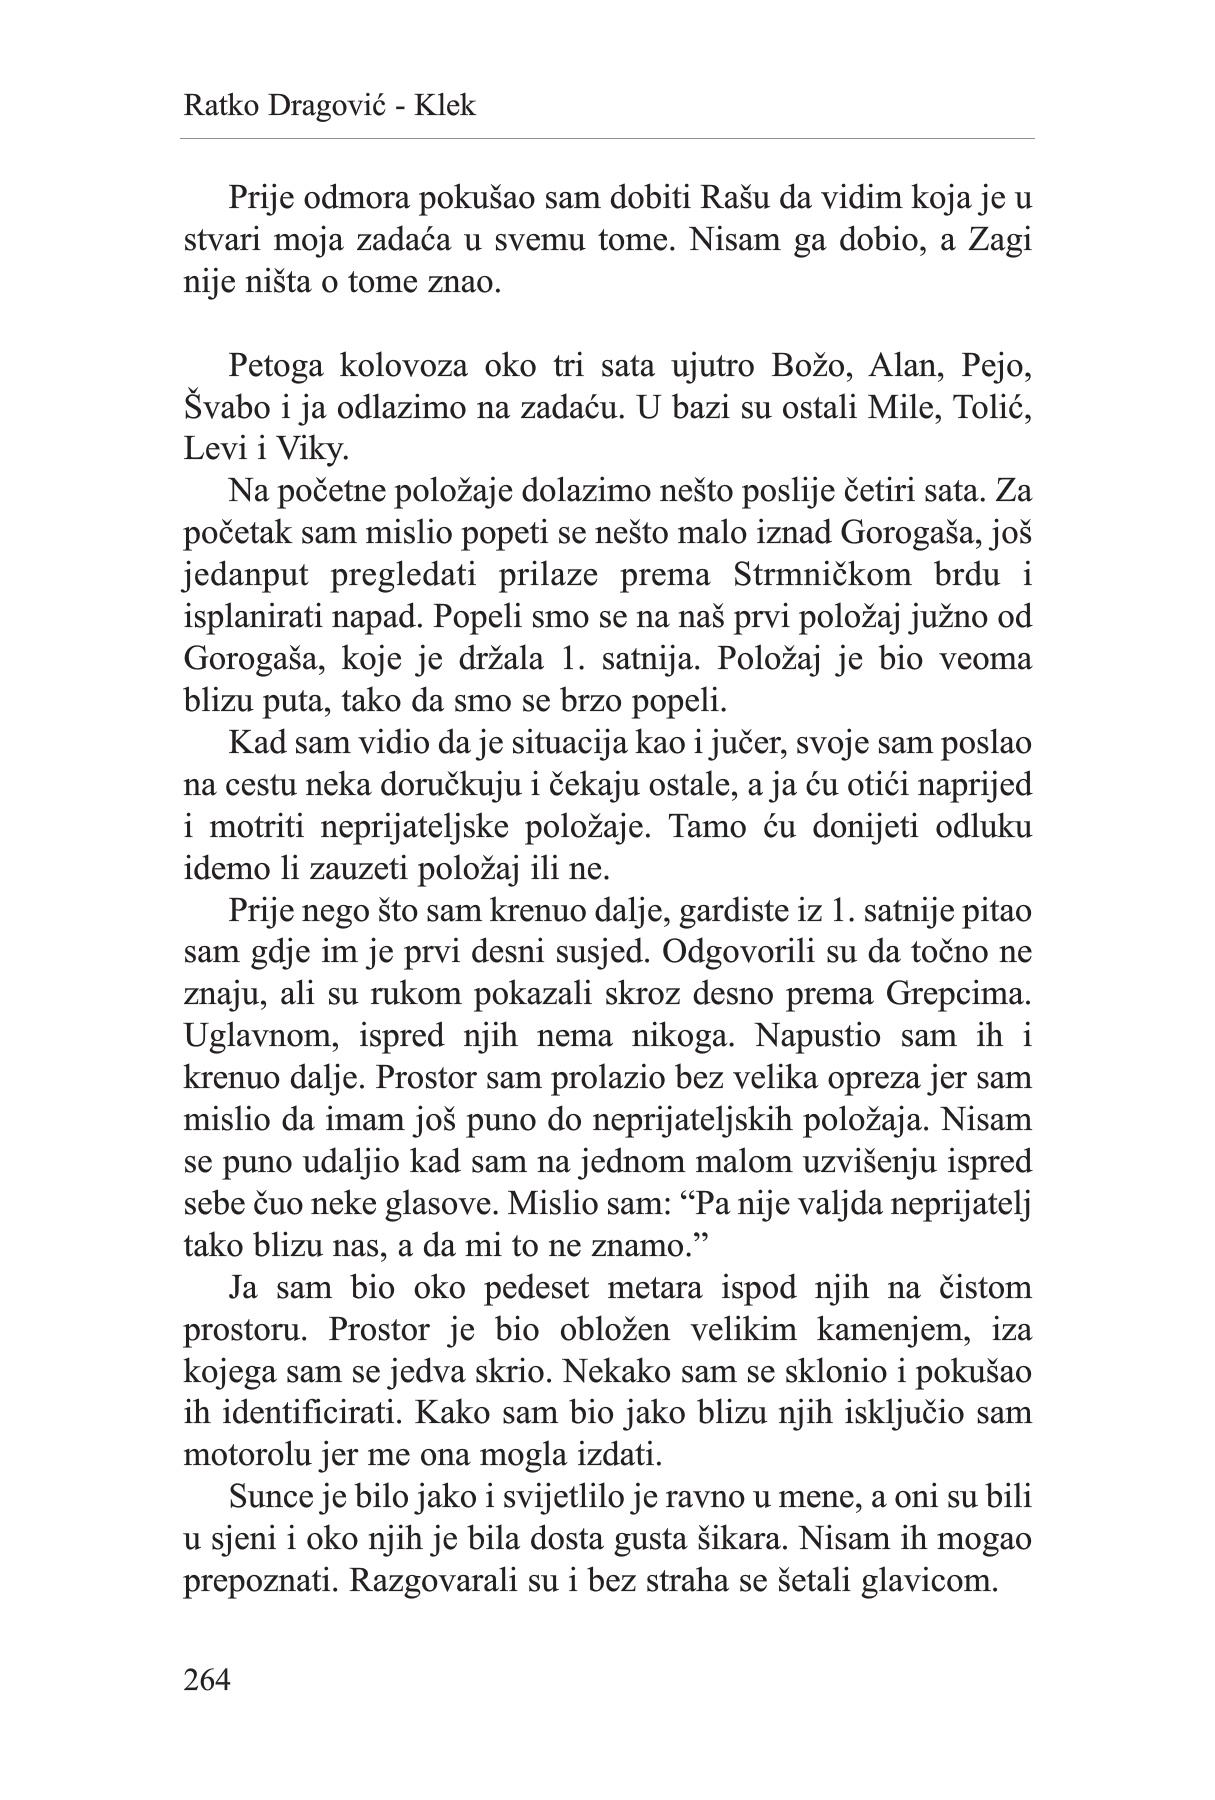 Ratko Dragović - Klek
Prije odmora pokušao sam dobiti Rašu da vidim koja je u
stvari moja zadaća u svemu tome. Nisam ga dobio, a Zagi
nije ništa o tome znao.
Petoga kolovoza oko tri sata ujutro Božo, Alan, Pejo,
Švabo i ja odlazimo na zadaću. U bazi su ostali Mile, Tolić,
Levi i Viky.
Na početne položaje dolazimo nešto poslije četiri sata. Za
početak sam mislio popeti se nešto malo iznad Gorogaša, još
jedanput pregledati prilaze prema Strmničkom brdu i
isplanirati napad. Popeli smo se na naš prvi položaj južno od
Gorogaša, koje je držala 1. satnija. Položaj je bio veoma
blizu puta, tako da smo se brzo popeli.
Kad sam vidio da je situacija kao i jučer, svoje sam poslao
na cestu neka doručkuju i čekaju ostale, a ja ću otići naprijed
i motriti neprijateljske položaje. Tamo ću donijeti odluku
idemo li zauzeti položaj ili ne.
Prije nego što sam krenuo dalje, gardiste iz 1. satnije pitao
sam gdje im je prvi desni susjed. Odgovorili su da točno ne
znaju, ali su rukom pokazali skroz desno prema Grepcima.
Uglavnom, ispred njih nema nikoga. Napustio sam ih i
krenuo dalje. Prostor sam prolazio bez velika opreza jer sam
mislio da imam još puno do neprijateljskih položaja. Nisam
se puno udaljio kad sam na jednom malom uzvišenju ispred
sebe čuo neke glasove. Mislio sam: “Pa nije valjda neprijatelj
tako blizu nas, a da mi to ne znamo.”
Ja sam bio oko pedeset metara ispod njih na čistom
prostoru. Prostor je bio obložen velikim kamenjem, iza
kojega sam se jedva skrio. Nekako sam se sklonio i pokušao
ih identificirati. Kako sam bio jako blizu njih isključio sam
motorolu jer me ona mogla izdati.
Sunce je bilo jako i svijetlilo je ravno u mene, a oni su bili
u sjeni i oko njih je bila dosta gusta šikara. Nisam ih mogao
prepoznati. Razgovarali su i bez straha se šetali glavicom.
264